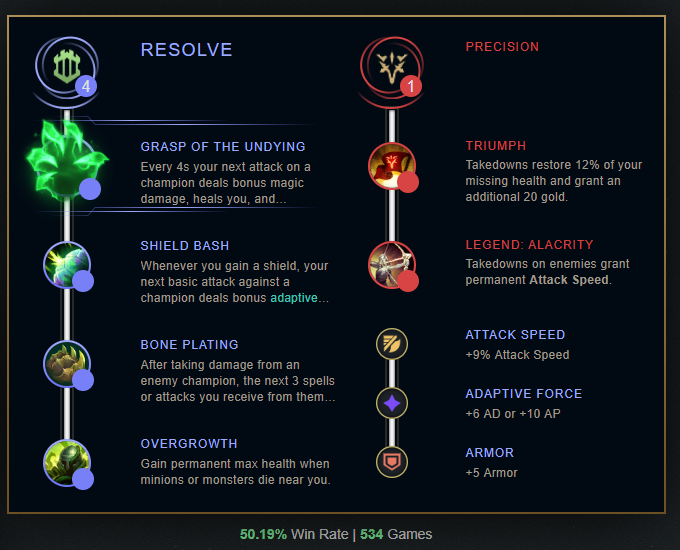 RESOLVE
4
GRASP OF THE UNDYING
Every 4s your next attack on a
champion deals bonus magic
damage, heals you, and...
SHIELD BASH
Whenever you gain a shield, your
next basic attack against a
champion deals bonus adaptive...
BONE PLATING
After taking damage from an
enemy champion, the next 3 spells
or attacks you receive from them...
OVERGROWTH
Gain permanent max health when
minions or monsters die near you.
PRECISION
1
TRIUMPH
Takedowns restore 12% of your
missing health and grant an
additional 20 gold.
LEGEND: ALACRITY
Takedowns on enemies grant
permanent Attack Speed.
ATTACK SPEED
+9% Attack Speed
ADAPTIVE FORCE
+6 AD or +10 AP
ARMOR
+5 Armor
50.19% Win Rate | 534 Games